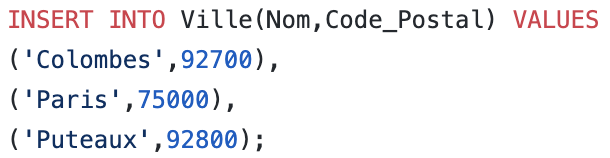 INSERT INTO Ville(Nom,Code_Postal) VALUES
('Colombes',92700),
('Paris',75000),
('Puteaux',92800);